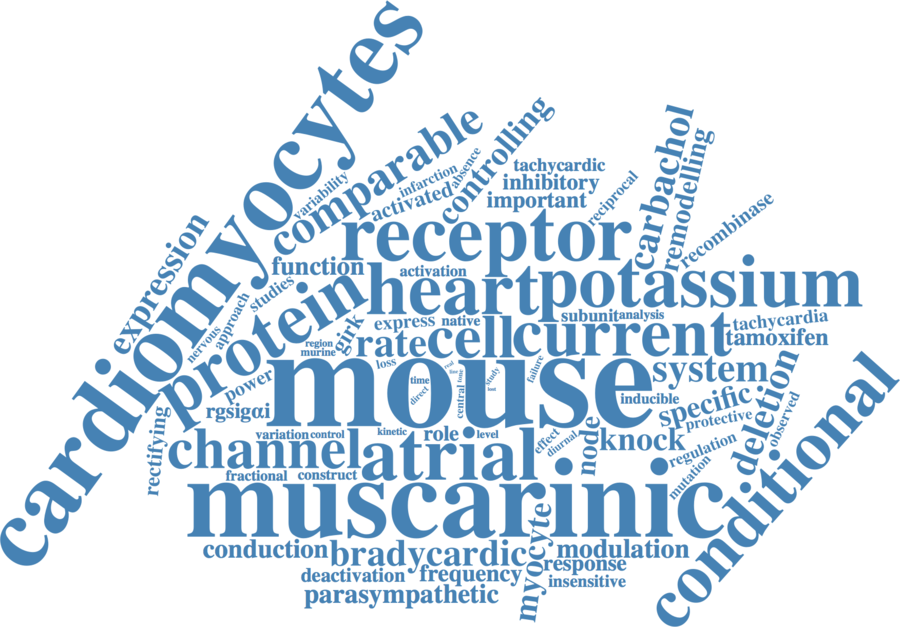 cardiomyocytes
comparable
controlling
variability
infarction
absence
activated
tachycardic
inhibitory
important
reciprocal
carbachol
remodelling
recombinase
expression
receptor
function
activation
studies
approach
nervous
protein
heart
potassium
girk
express
native
subunit
analysis
tachycardia
region
murine
rate
cell
current
tamoxifen
loss
mouse
time
direct
central
study
failure
system
power
rgsigαi
inducible
specific
protective
deletion
observed
conditional
rectifying
variation
control
kinetic
role
level
effect
diurnal
node
knock
regulation
mutation
channel
atrial
fractional
construct
muscarinic
conduction
bradycardic
myocyte
modulation
deactivation
frequency
response
insensitive
parasympathetic